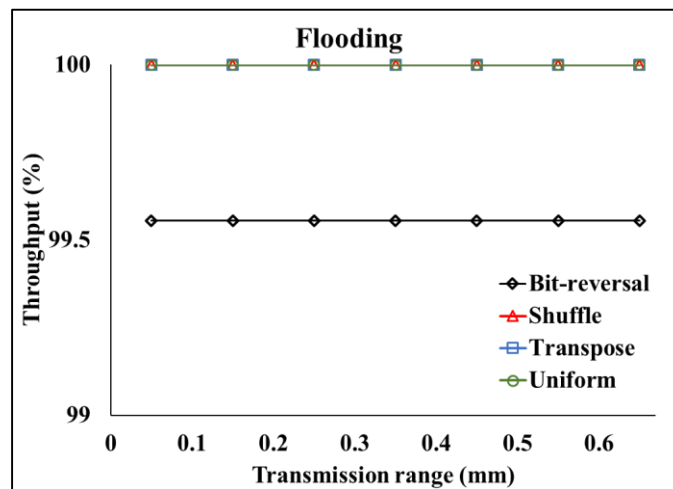 Flooding
Throughput (%)
100
99.5
99
Bit-reversal
Shuffle
Transpose
Uniform
0 0.1 0.2 0.3 0.4 0.5 0.6
Transmission range (mm)